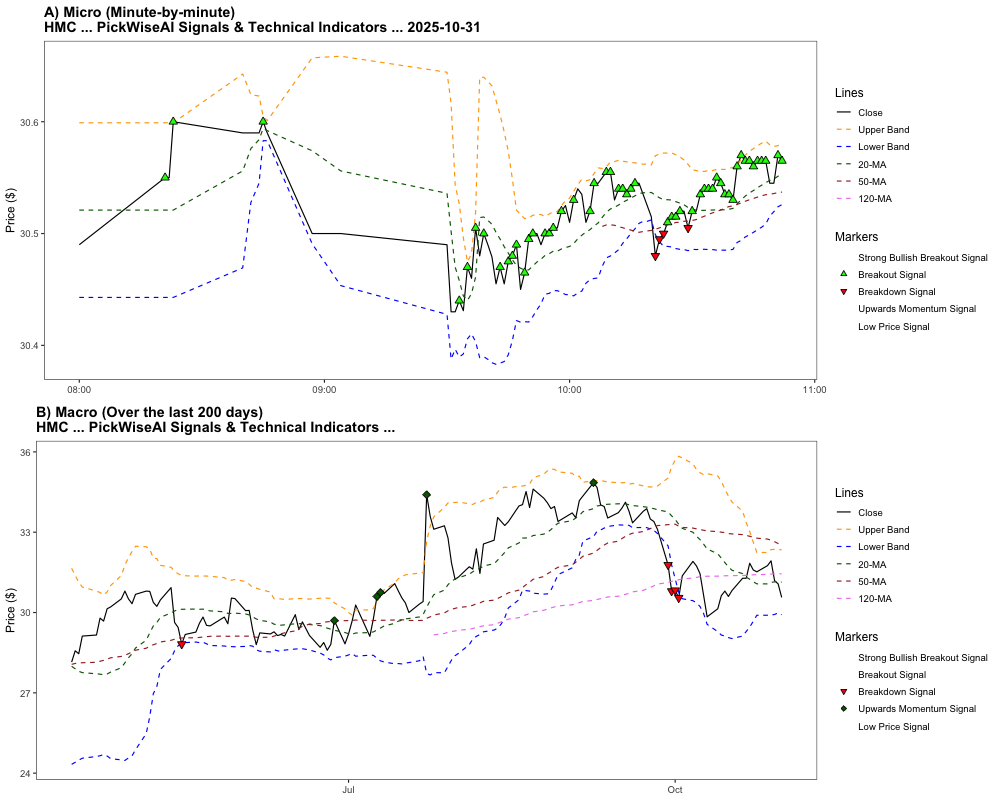 A) Micro (Minute-by-minute)
HMC ... PickWiseAI Signals & Technical Indicators ... 2025-10-31
Price ($)
30.6
30.5
30.4
08:00
09:00
10:00
11:00
Lines
Close
Upper Band
Lower Band
20-MA
50-MA
120-MA
Markers
Strong Bullish Breakout Signal
Breakout Signal
Breakdown Signal
Upwards Momentum Signal
Low Price Signal
B) Macro (Over the last 200 days)
HMC ... PickWiseAI Signals & Technical Indicators ...
Price ($)
36
33
30
27
24
Jul
Oct
Lines
Close
Upper Band
Lower Band
20-MA
50-MA
120-MA
Markers
Strong Bullish Breakout Signal
Breakout Signal
Breakdown Signal
Upwards Momentum Signal
Low Price Signal